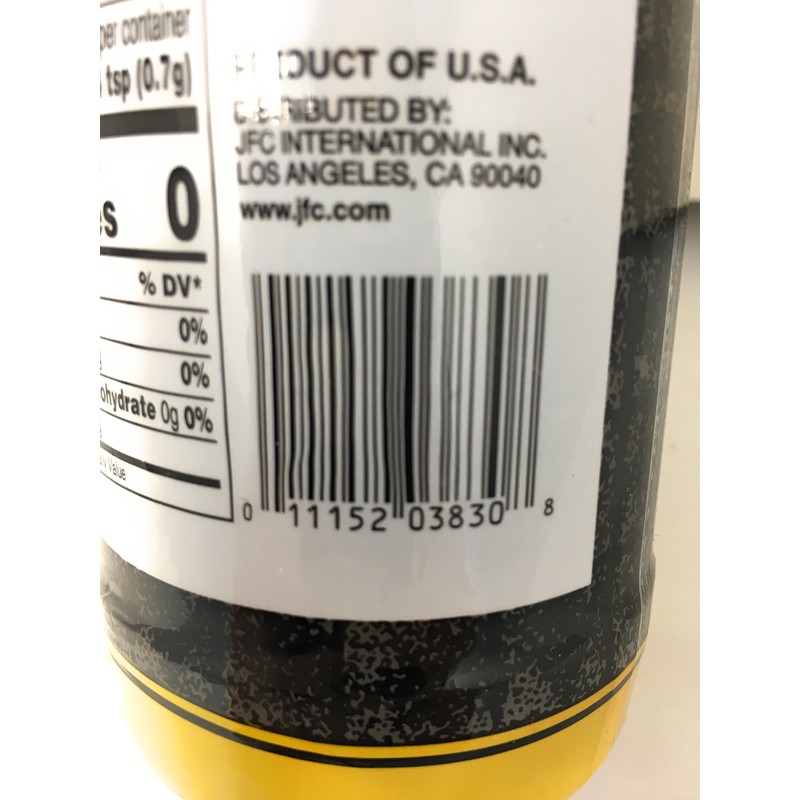 per container
tsp (0.7g)
0
% DV*
0%
0%
ohydrate 0g 0%
Value
PRODUCT OF U.S.A.
DISTRIBUTED BY:
JFC INTERNATIONAL INC.
LOS ANGELES, CA 90040
www.jfc.com
0 11152 03830 8